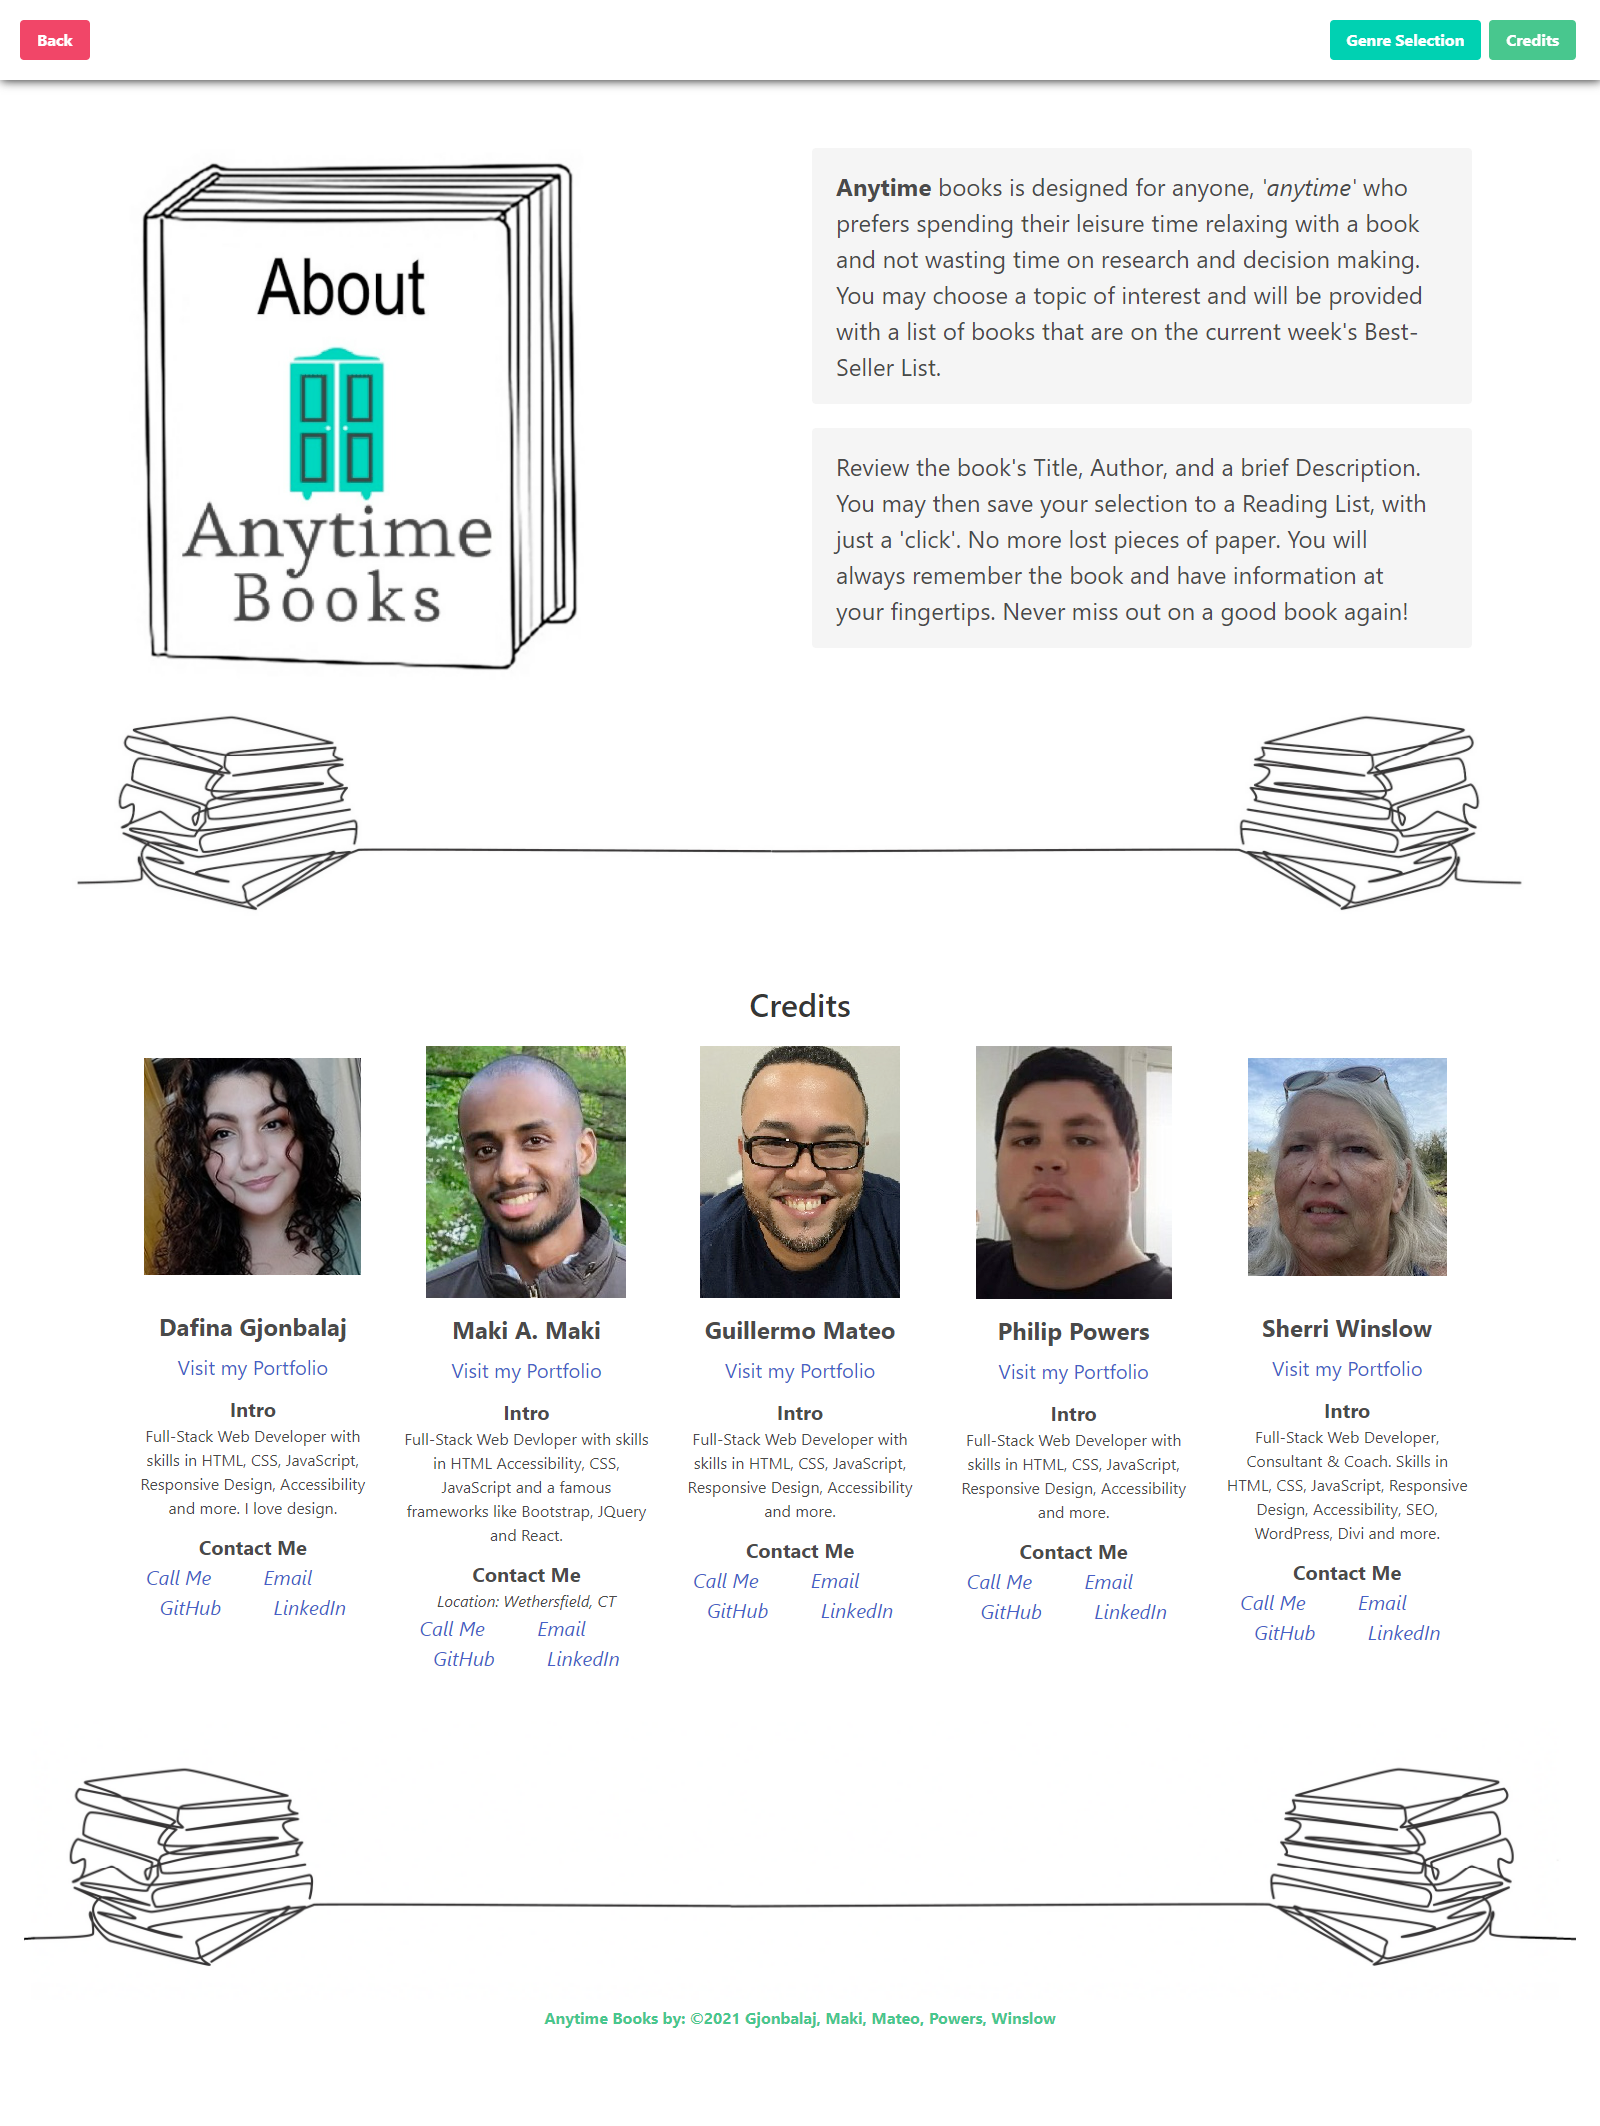 Back
Genre Selection
Credits
About
Anytime
Books
Anytime books is designed for anyone, 'anytime' who
prefers spending their leisure time relaxing with a book
and not wasting time on research and decision making.
You may choose a topic of interest and will be provided
with a list of books that are on the current week's Best-
Seller List.
Review the book's Title, Author, and a brief Description.
You may then save your selection to a Reading List, with
just a 'click'. No more lost pieces of paper. You will
always remember the book and have information at
your fingertips. Never miss out on a good book again!
Credits
Dafina Gjonbalaj
Visit my Portfolio
Intro
Full-Stack Web Developer with
skills in HTML, CSS, JavaScript,
Responsive Design, Accessibility
and more. I love design.
Contact Me
Call Me Email
GitHub LinkedIn
Maki A. Maki
Visit my Portfolio
Intro
Full-Stack Web Devloper with skills
in HTML Accessibility, CSS,
JavaScript and a famous
frameworks like Bootstrap, JQuery
and React.
Contact Me
Location: Wethersfield, CT
Call Me Email
GitHub LinkedIn
Guillermo Mateo
Visit my Portfolio
Intro
Full-Stack Web Developer with
skills in HTML, CSS, JavaScript,
Responsive Design, Accessibility
and more.
Contact Me
Call Me Email
GitHub LinkedIn
Philip Powers
Visit my Portfolio
Intro
Full-Stack Web Developer with
skills in HTML, CSS, JavaScript,
Responsive Design, Accessibility
and more.
Contact Me
Call Me Email
GitHub LinkedIn
Sherri Winslow
Visit my Portfolio
Intro
Full-Stack Web Developer,
Consultant & Coach. Skills in
HTML, CSS, JavaScript, Responsive
Design, Accessibility, SEO,
WordPress, Divi and more.
Contact Me
Call Me Email
GitHub LinkedIn
Anytime Books by: ©2021 Gjonbalaj, Maki, Mateo, Powers, Winslow